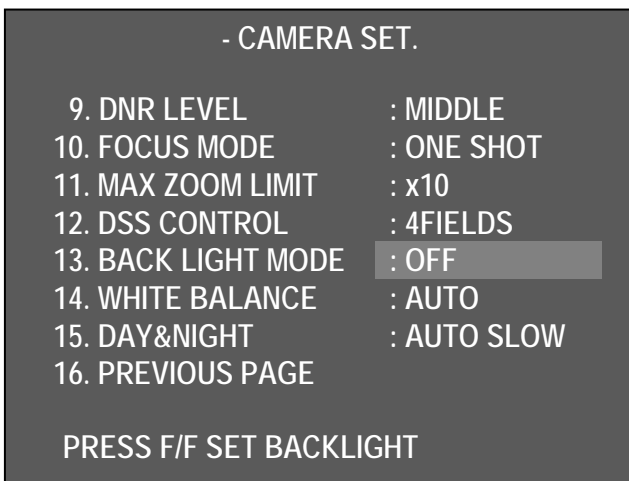 - CAMERA SET.
9. DNR LEVEL : MIDDLE
10. FOCUS MODE : ONE SHOT
11. MAX ZOOM LIMIT : x10
12. DSS CONTROL : 4FIELDS
13. BACK LIGHT MODE : OFF
14. WHITE BALANCE : AUTO
15. DAY&NIGHT : AUTO SLOW
16. PREVIOUS PAGE
PRESS F/F SET BACKLIGHT